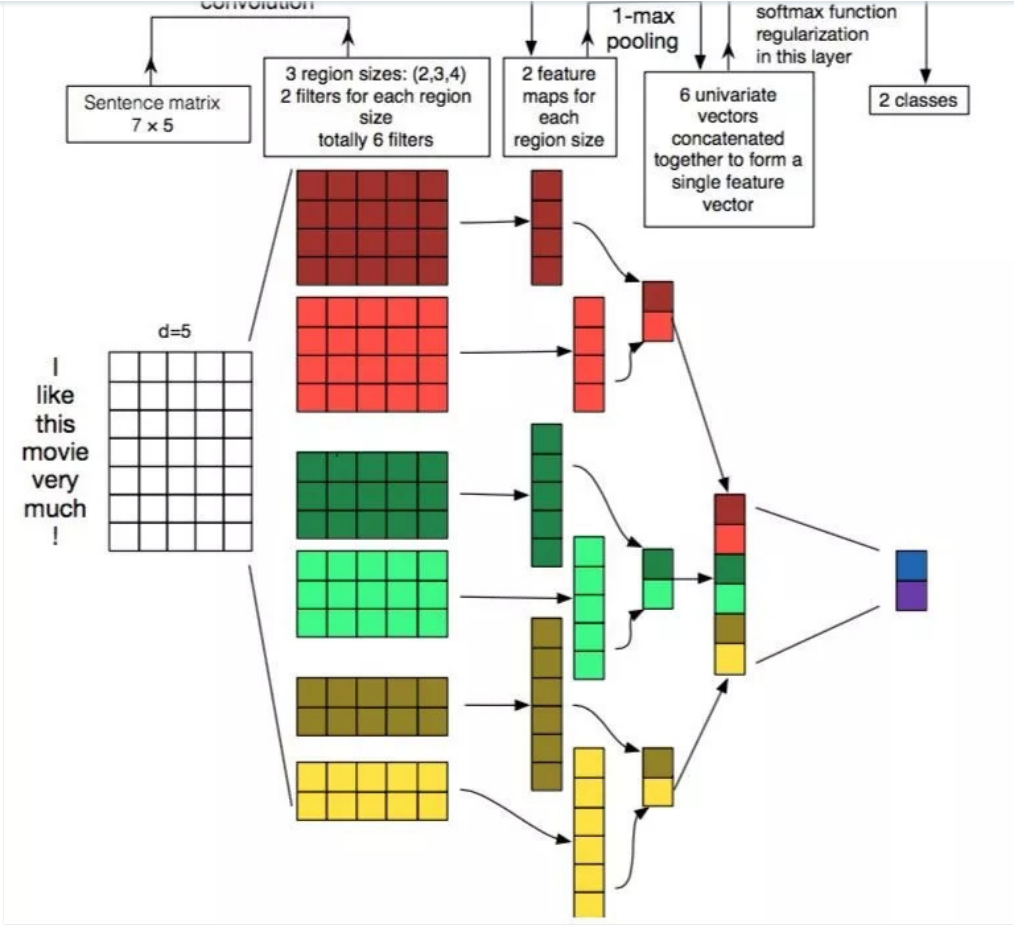 convolution
1-max
pooling
softmax function
regularization
in this layer
Sentence matrix
7 × 5
3 region sizes: (2,3,4)
2 filters for each region
size
totally 6 filters
2 feature
maps for
each
region size
6 univariate
vectors
concatenated
together to form a
single feature
vector
2 classes
d=5
I
like
this
movie
very
much
!